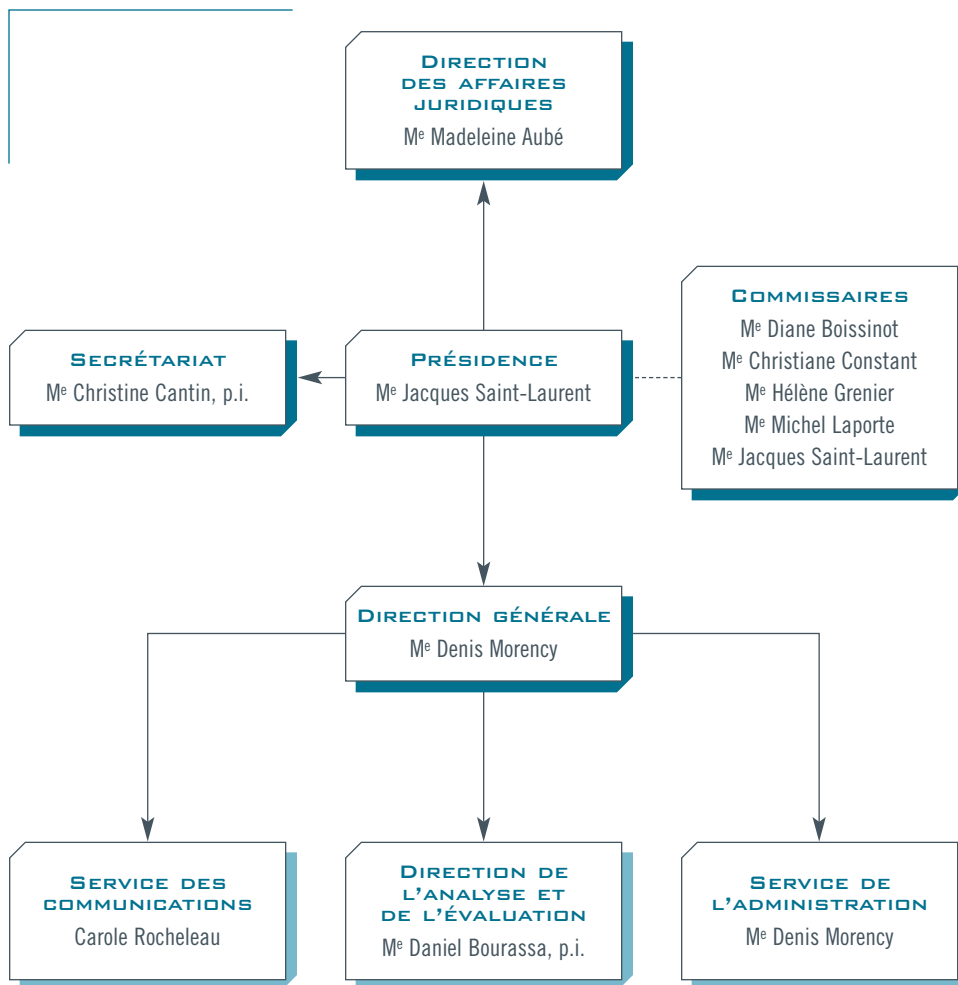 DIRECTION
DES AFFAIRES
JURIDIQUES
Mᵉ Madeleine Aubé
COMMISSAIRES
Mᵉ Diane Boissinot
Mᵉ Christiane Constant
Mᵉ Hélène Grenier
Mᵉ Michel Laporte
Mᵉ Jacques Saint-Laurent
SECRÉTARIAT
Mᵉ Christine Cantin, p.i.
PRÉSIDENCE
Mᵉ Jacques Saint-Laurent
DIRECTION GÉNÉRALE
Mᵉ Denis Morency
SERVICE DES
COMMUNICATIONS
Carole Rocheleau
DIRECTION DE
L'ANALYSE ET
DE L'ÉVALUATION
Mᵉ Daniel Bourassa, p.i.
SERVICE DE
L'ADMINISTRATION
Mᵉ Denis Morency